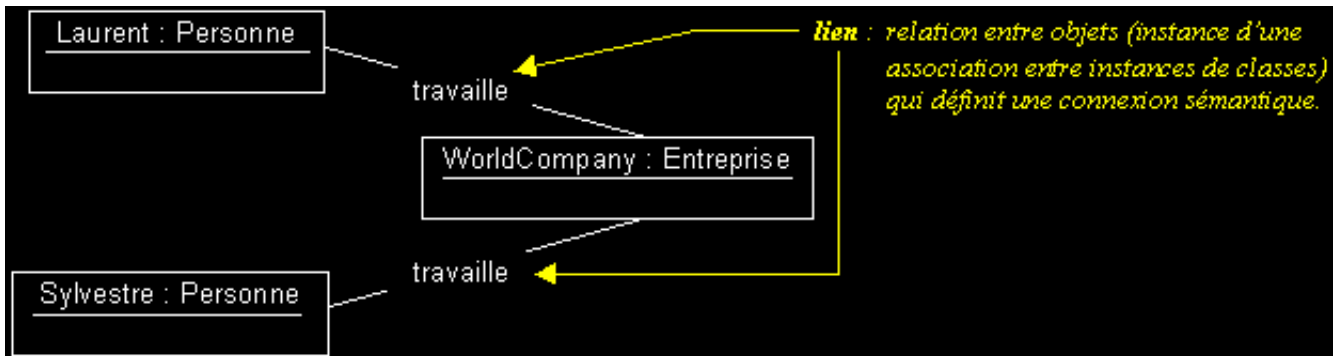 Laurent : Personne
lien : relation entre objets (instance d'une
association entre instances de classes)
qui définit une connexion sémantique.
travaille
WorldCompany : Entreprise
travaille
Sylvestre : Personne